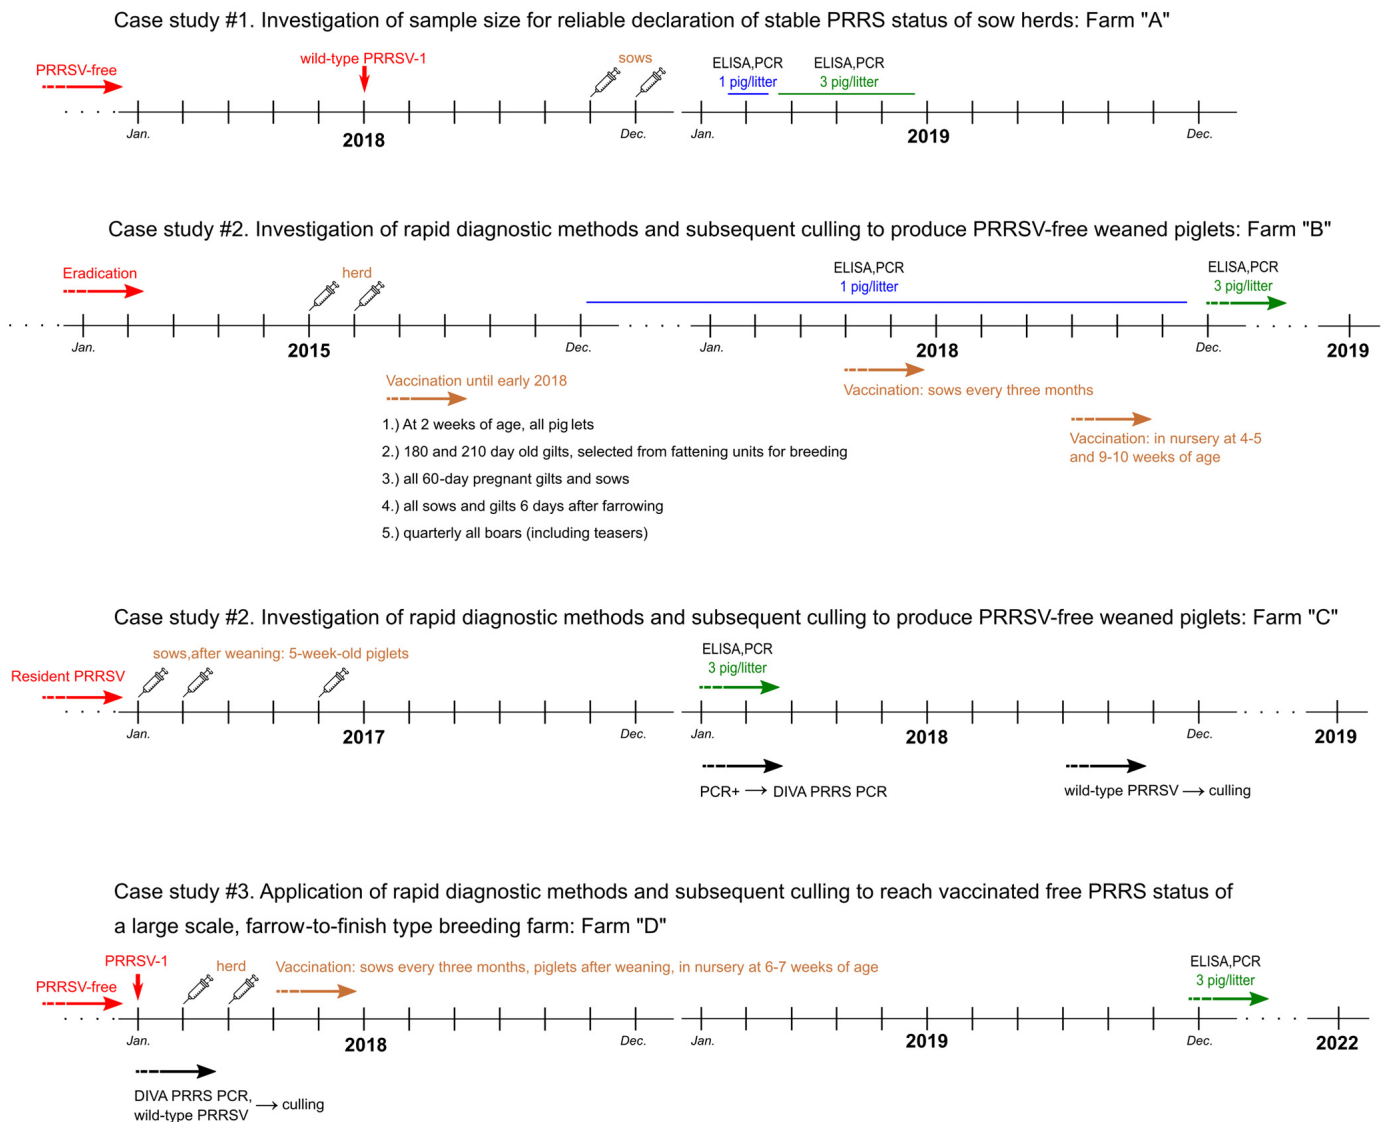 Case study #1. Investigation of sample size for reliable declaration of stable PRRS status of sow herds: Farm "A"
PRRSV-free
wild-type PRRSV-1
sows
ELISA,PCR
1 pig/litter
ELISA,PCR
3 pig/litter
Jan.
2018
Dec.
Jan.
2019
Dec.
Case study #2. Investigation of rapid diagnostic methods and subsequent culling to produce PRRSV-free weaned piglets: Farm "B"
Eradication
herd
ELISA,PCR
1 pig/litter
ELISA,PCR
3 pig/litter
Jan.
2015
Dec.
Jan.
2018
Dec.
2019
Vaccination until early 2018
1.) At 2 weeks of age, all pig lets
2.) 180 and 210 day old gilts, selected from fattening units for breeding
3.) all 60-day pregnant gilts and sows
4.) all sows and gilts 6 days after farrowing
5.) quarterly all boars (including teasers)
Vaccination: sows every three months
Vaccination: in nursery at 4-5
and 9-10 weeks of age
Case study #2. Investigation of rapid diagnostic methods and subsequent culling to produce PRRSV-free weaned piglets: Farm "C"
Resident PRRSV
sows,after weaning: 5-week-old piglets
ELISA,PCR
3 pig/litter
Jan.
2017
Dec.
Jan.
2018
Dec.
2019
PCR+ → DIVA PRRS PCR
wild-type PRRSV → culling
Case study #3. Application of rapid diagnostic methods and subsequent culling to reach vaccinated free PRRS status of
a large scale, farrow-to-finish type breeding farm: Farm "D"
PRRSV-1
PRRSV-free
herd
Vaccination: sows every three months, piglets after weaning, in nursery at 6-7 weeks of age
ELISA,PCR
3 pig/litter
Jan.
2018
Dec.
Jan.
2019
Dec.
2022
DIVA PRRS PCR,
wild-type PRRSV → culling